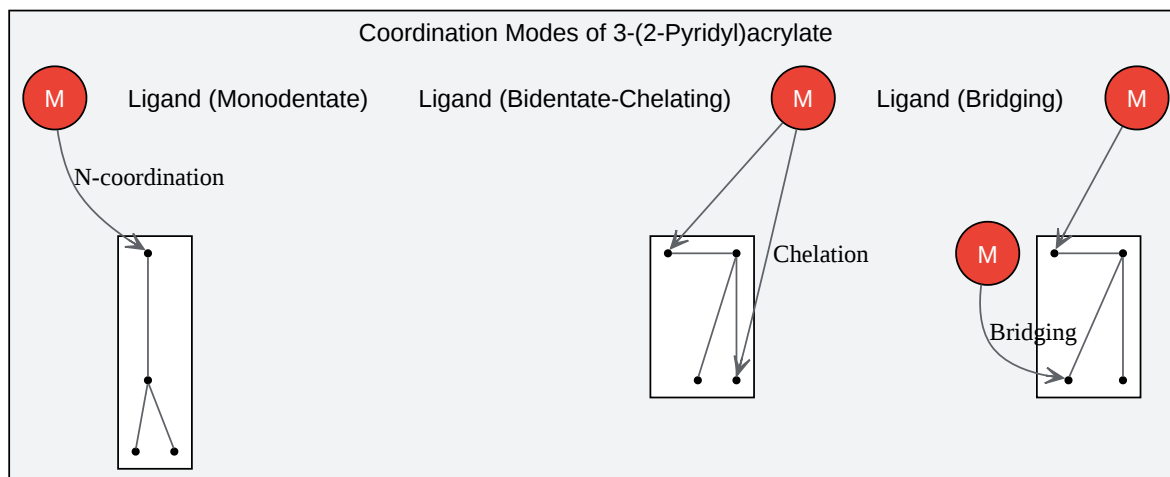 Coordination Modes of 3-(2-Pyridyl)acrylate
M
Ligand (Monodentate)
Ligand (Bidentate-Chelating)
M
Ligand (Bridging)
M
N-coordination
Chelation
M
Bridging